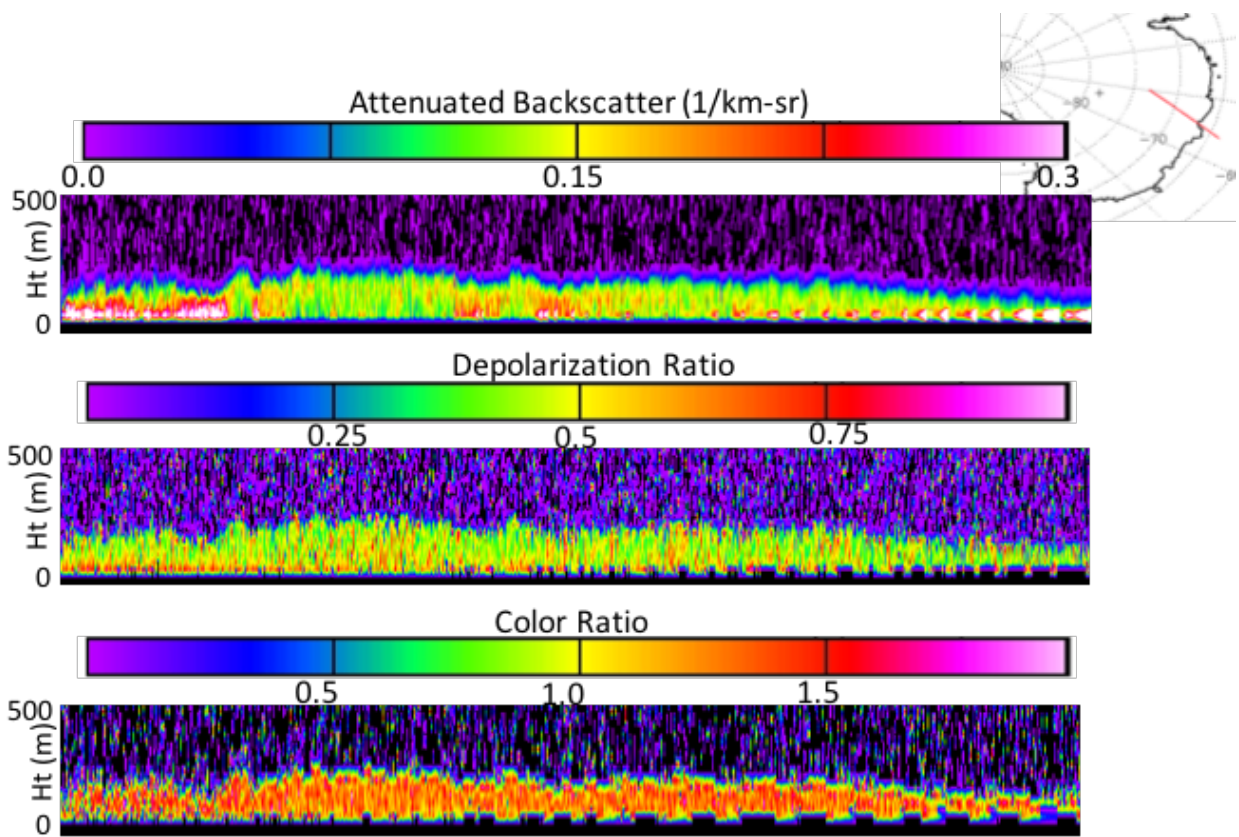 Attenuated Backscatter (1/km-sr)
0.0 0.15 0.3
-80
-70
500
Ht (m)
0
Depolarization Ratio
0.25 0.5 0.75
500
Ht (m)
0
Color Ratio
0.5 1.0 1.5
500
Ht (m)
0